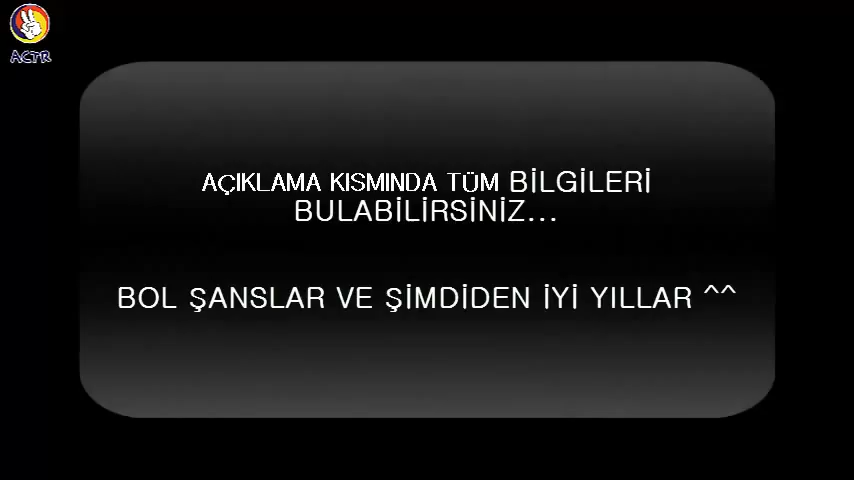 ACTR
AÇIKLAMA KISMINDA TÜM BİLGİLERİ
BULABİLİRSİNİZ...
BOL ŞANSLAR VE ŞİMDİDEN İYİ YILLAR ^^